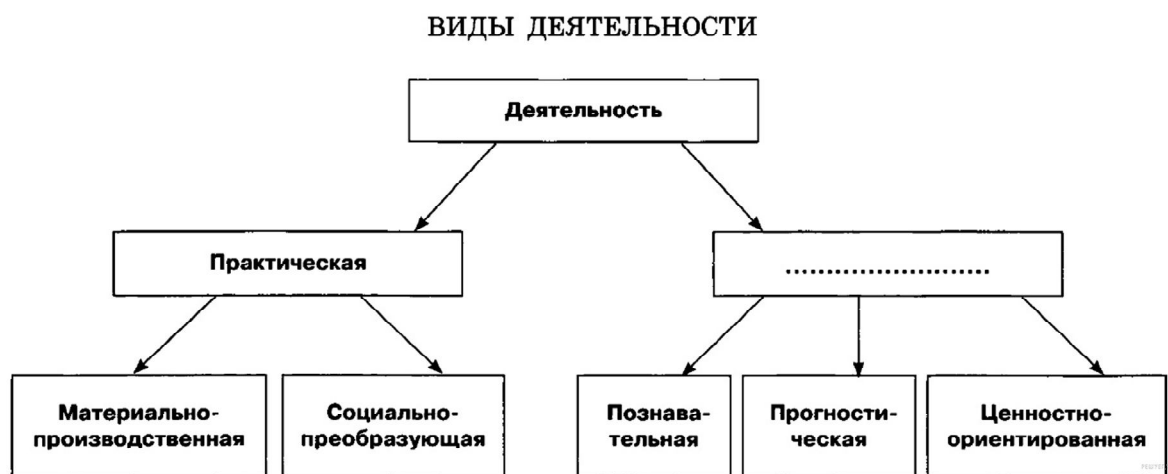 ВИДЫ ДЕЯТЕЛЬНОСТИ
Деятельность
Практическая
...........................
Материально-
производственная
Социально-
преобразующая
Познава-
тельная
Прогности-
ческая
Ценностно-
ориентированная